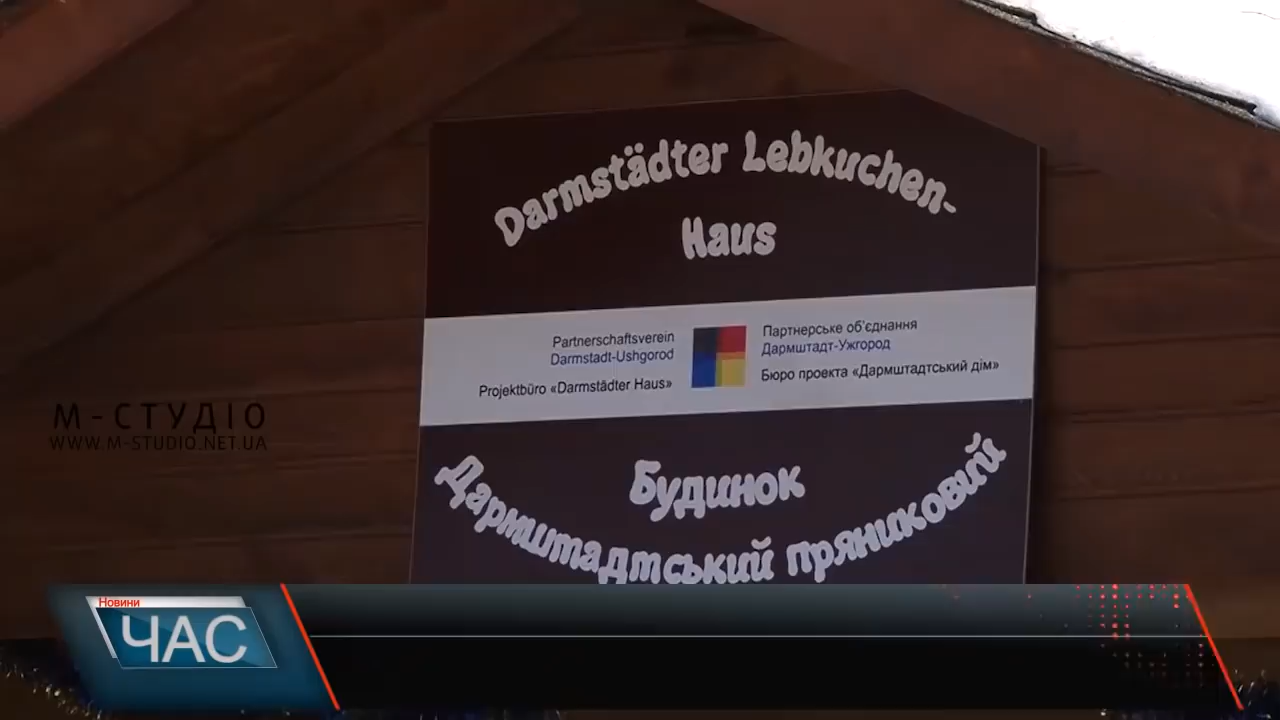 Darmstädter Lebkuchen-
Haus
Partnerschaftsverein
Darmstadt-Ushgorod
Projektbüro «Darmstädter Haus»
Партнерське об'єднання
Дармштадт-Ужгород
Бюро проекта «Дармштадтський дім»
Будинок
Дармштадтський пряниковий
М-СТУДІО
WWW.M-STUDIO.NET.UA
Новини
ЧАС